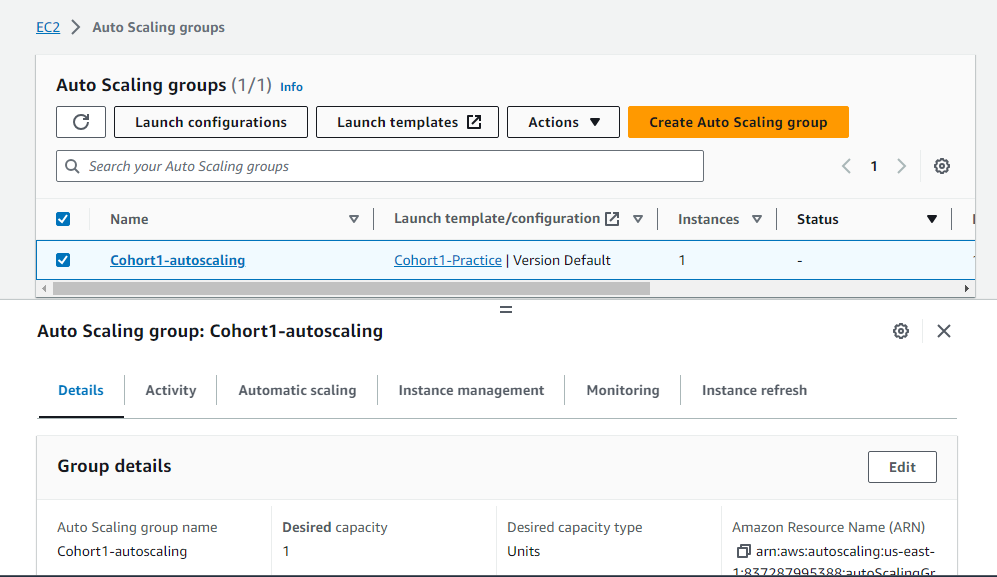 EC2 > Auto Scaling groups
Auto Scaling groups (1/1) Info
Launch configurations Launch templates Actions Create Auto Scaling group
Search your Auto Scaling groups 1
Name Launch template/configuration Instances Status
Cohort1-autoscaling Cohort1-Practice | Version Default 1 -
Auto Scaling group: Cohort1-autoscaling
Details Activity Automatic scaling Instance management Monitoring Instance refresh
Group details Edit
Auto Scaling group name Desired capacity Desired capacity type Amazon Resource Name (ARN)
Cohort1-autoscaling 1 Units arn:aws:autoscaling:us-east-
1:837287995388:autoScalingGr